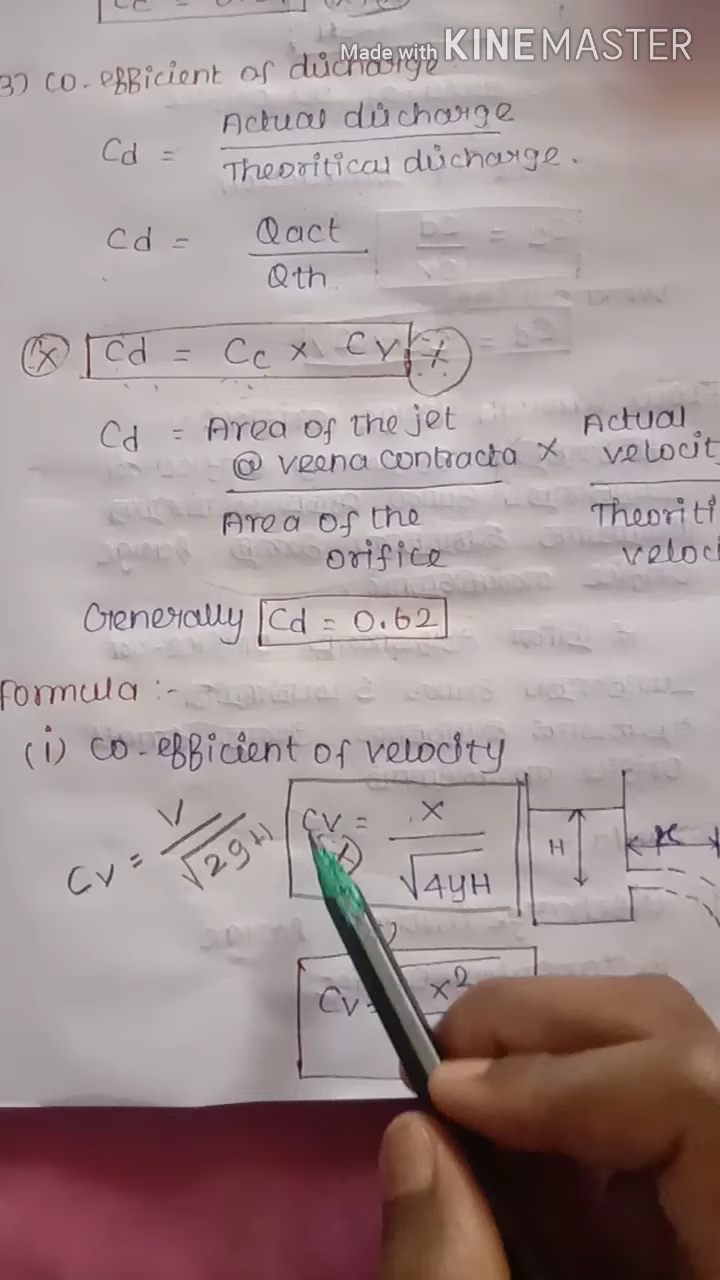 Made with KINEMASTER
3) co-efficient of discharge
Cd = Actual discharge
Theoritical discharge.
Cd = Qact
Qth
(*) Cd = Cc × Cv (*)
Cd = Area of the jet
@ veena contracta × Actual velocit
Area of the
orifice
Theoriti
veloci
Generally Cd = 0.62
Formula :-
(i) co-efficient of velocity
Cv = V
√2gH
Cv = x
√4yH
H
x
Cv = x²